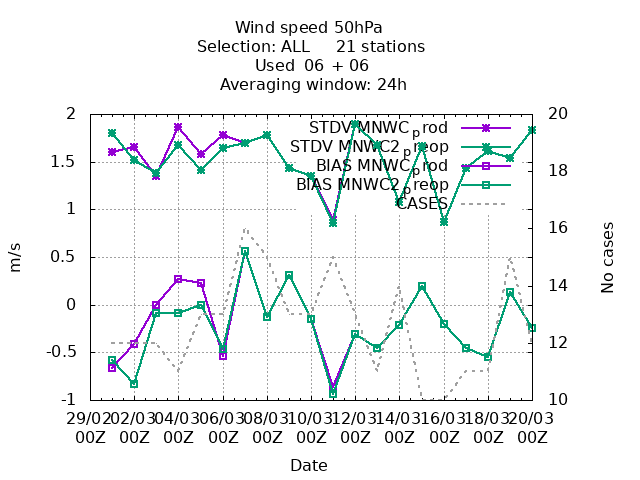 Wind speed 50hPa
Selection: ALL 21 stations
Used 06 + 06
Averaging window: 24h
2
1.5
1
0.5
0
-0.5
-1
m/s
20
18
16
14
12
10
No cases
STDV MNWC_prod
STDV MNWC2_preop
BIAS MNWC_prod
BIAS MNWC2_preop
CASES
29/02 02/03 04/03 06/03 08/03 10/03 12/03 14/03 16/03 18/03 20/03
00Z 00Z 00Z 00Z 00Z 00Z 00Z 00Z 00Z 00Z 00Z
Date